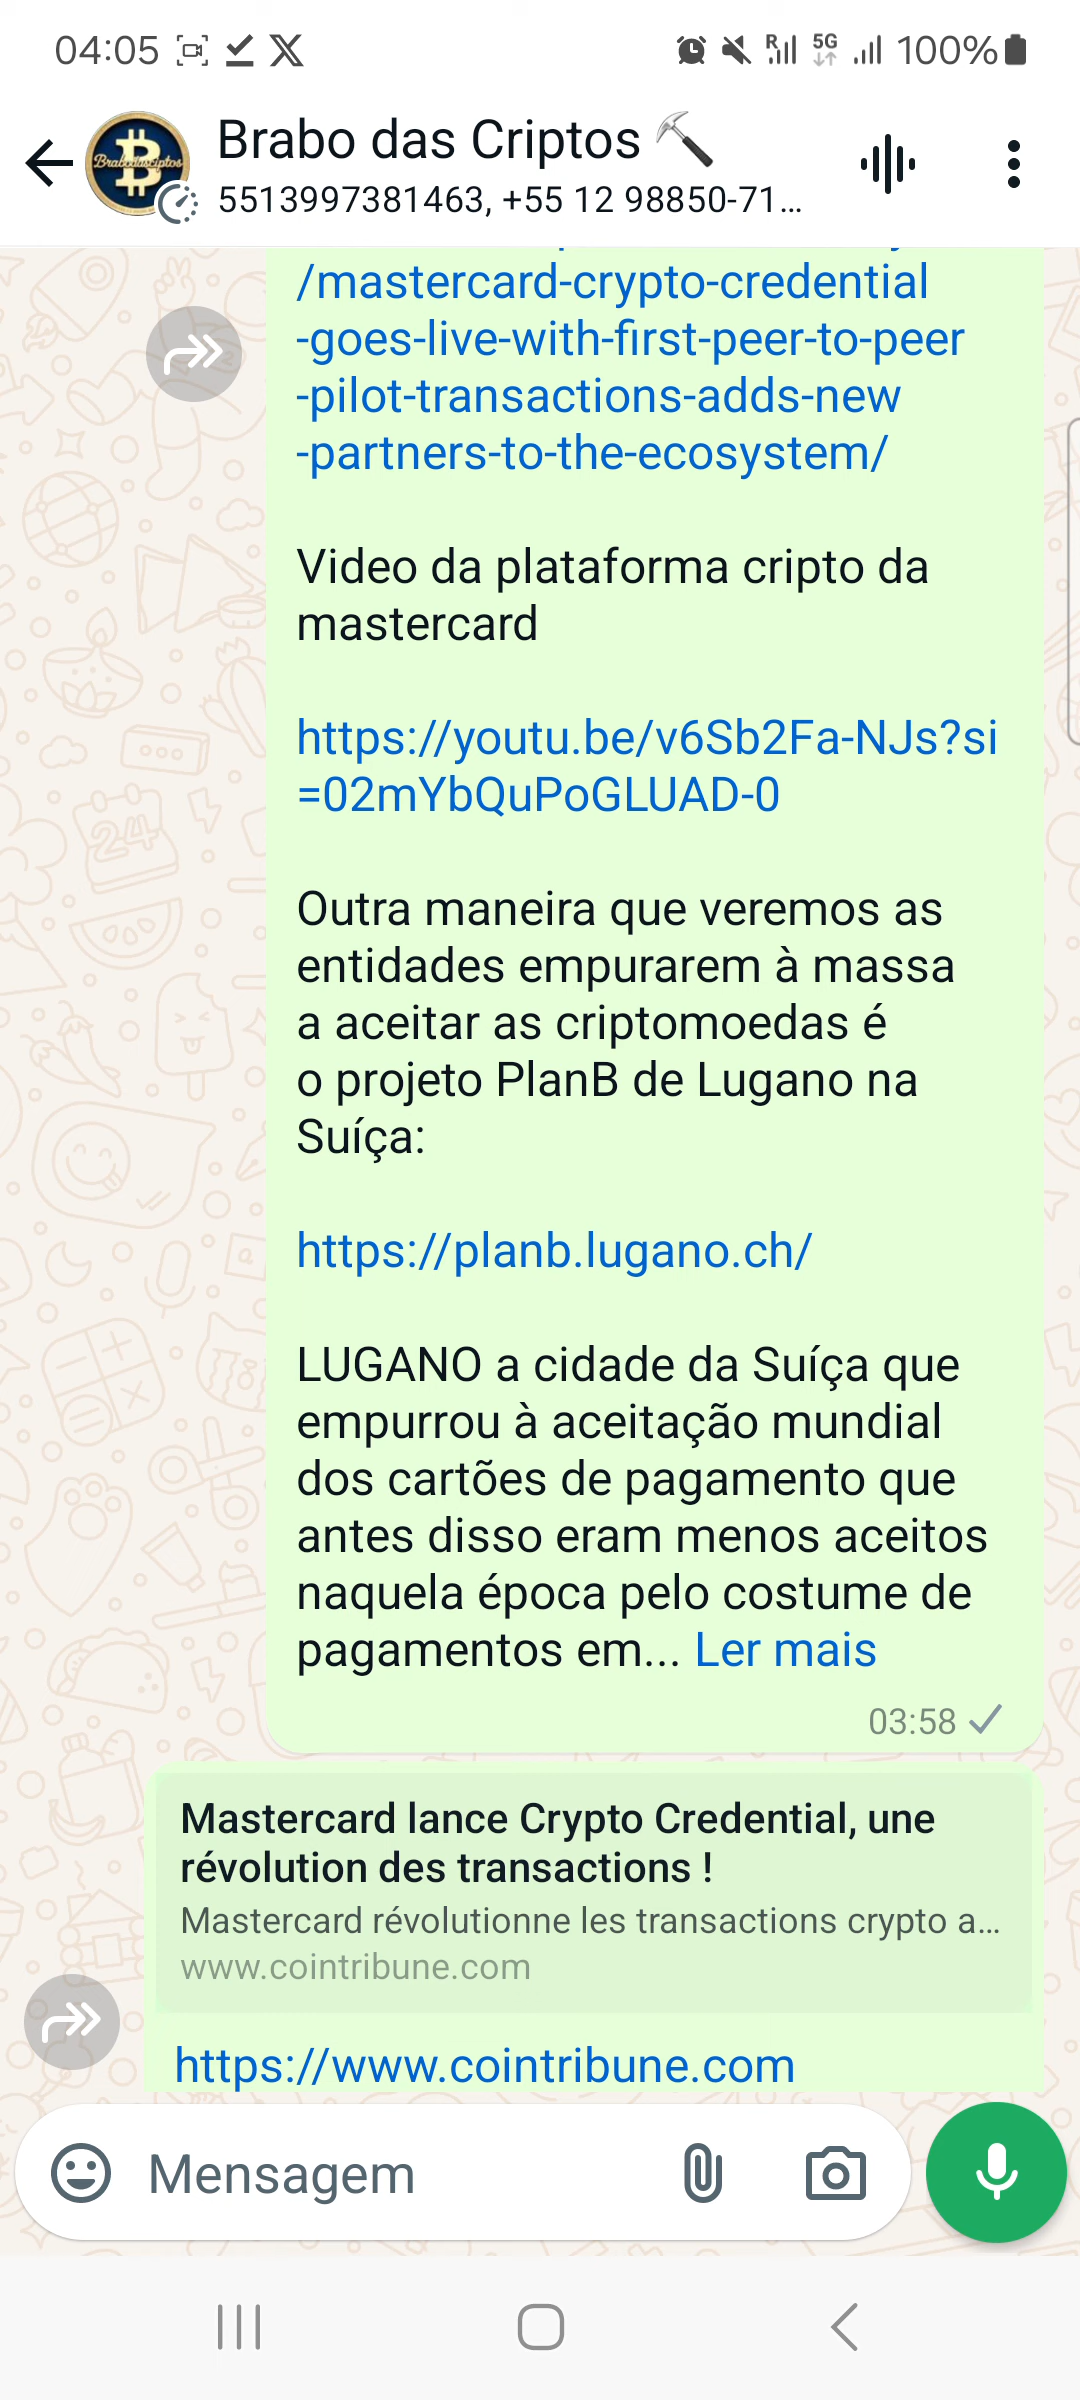 04:05
R
5G
100%
Brabo das Criptos
5513997381463, +55 12 98850-71...
/mastercard-crypto-credential
-goes-live-with-first-peer-to-peer
-pilot-transactions-adds-new
-partners-to-the-ecosystem/
Video da plataforma cripto da
mastercard
https://youtu.be/v6Sb2Fa-NJs?si
=02mYbQuPoGLUAD-0
Outra maneira que veremos as
entidades empurarem à massa
a aceitar as criptomoedas é
o projeto PlanB de Lugano na
Suíça:
https://planb.lugano.ch/
LUGANO a cidade da Suíça que
empurrou à aceitação mundial
dos cartões de pagamento que
antes disso eram menos aceitos
naquela época pelo costume de
pagamentos em... Ler mais
03:58
Mastercard lance Crypto Credential, une
révolution des transactions !
Mastercard révolutionne les transactions crypto a...
www.cointribune.com
https://www.cointribune.com
Mensagem